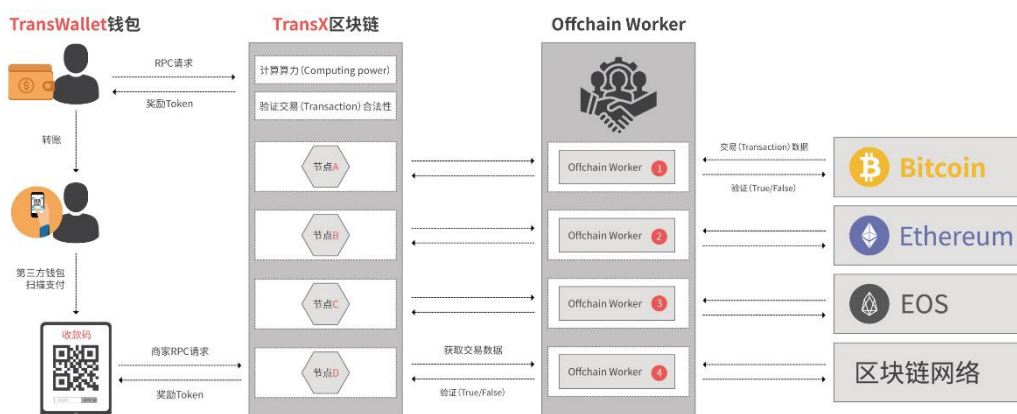 TransWallet钱包
TransX区块链
Offchain Worker
RPC请求
奖励Token
转账
第三方钱包
扫描支付
收款码
商家RPC请求
奖励Token
计算算力(Computing power)
验证交易(Transaction)合法性
节点A
节点B
节点C
节点D
获取交易数据
验证(True/False)
Offchain Worker 1
Offchain Worker 2
Offchain Worker 3
Offchain Worker 4
交易(Transaction)数据
验证(True/False)
Bitcoin
Ethereum
EOS
区块链网络